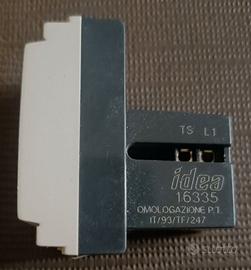 TS L1
idea
16335
OMOLOGAZIONE P.T.
IT/93/TF/247